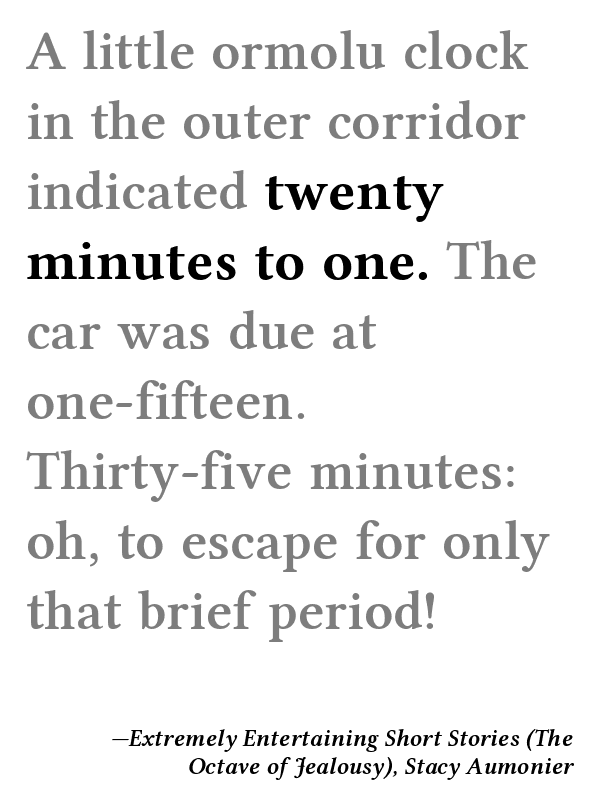 A little ormolu clock
in the outer corridor
indicated twenty
minutes to one. The
car was due at
one-fifteen.
Thirty-five minutes:
oh, to escape for only
that brief period!
—Extremely Entertaining Short Stories (The
Octave of Jealousy), Stacy Aumonier